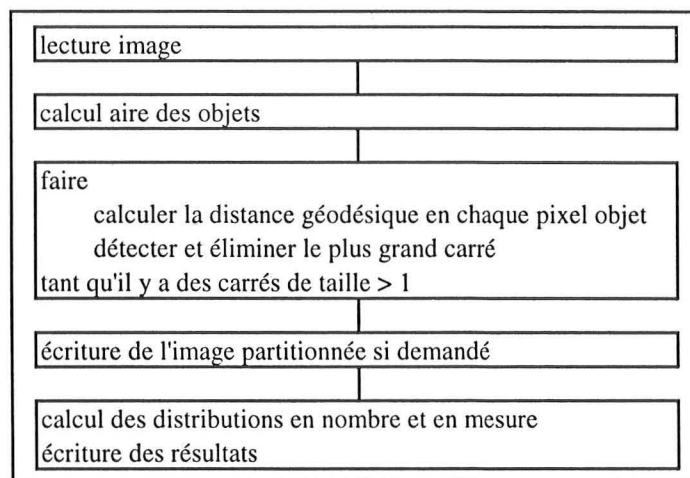 lecture image
calcul aire des objets
faire
calculer la distance géodésique en chaque pixel objet
détecter et éliminer le plus grand carré
tant qu'il y a des carrés de taille > 1
écriture de l'image partitionnée si demandé
calcul des distributions en nombre et en mesure
écriture des résultats